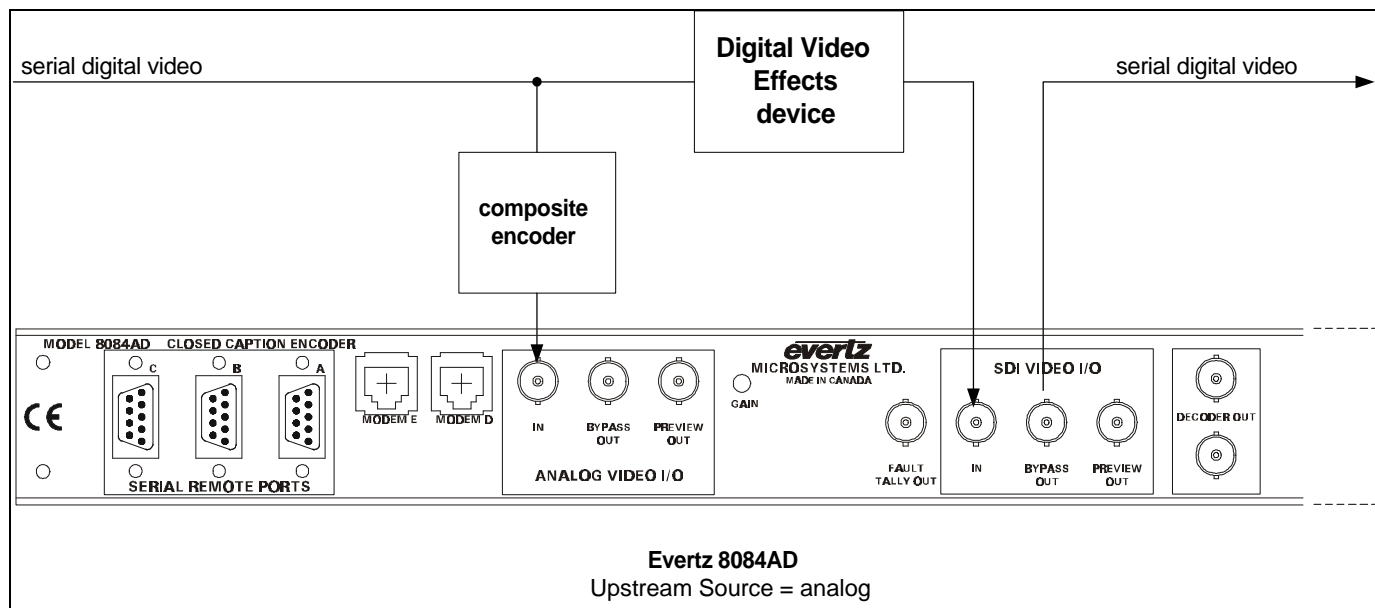 serial digital video
Digital Video
Effects
device
serial digital video
composite
encoder
MODEL 8084AD CLOSED CAPTION ENCODER
C B A
SERIAL REMOTE PORTS
CE
MODEM E
MODEM D
IN
BYPASS
OUT
PREVIEW
OUT
ANALOG VIDEO I/O
GAIN
evertz
MICROSYSTEMS LTD.
MADE IN CANADA
FAULT
TALLY OUT
SDI VIDEO I/O
IN
BYPASS
OUT
PREVIEW
OUT
DECODER OUT
Evertz 8084AD
Upstream Source = analog